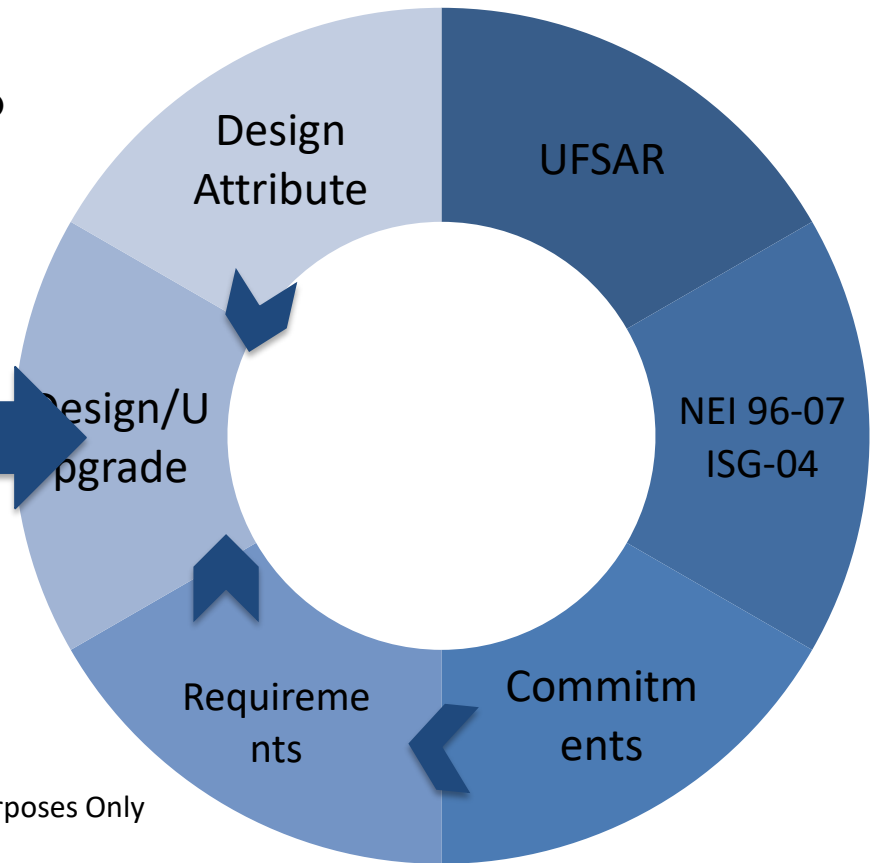 Design
Attribute
UFSAR
esign/U
pgrade
NEI 96-07
ISG-04
Requireme
nts
Commitm
ents
rposes Only